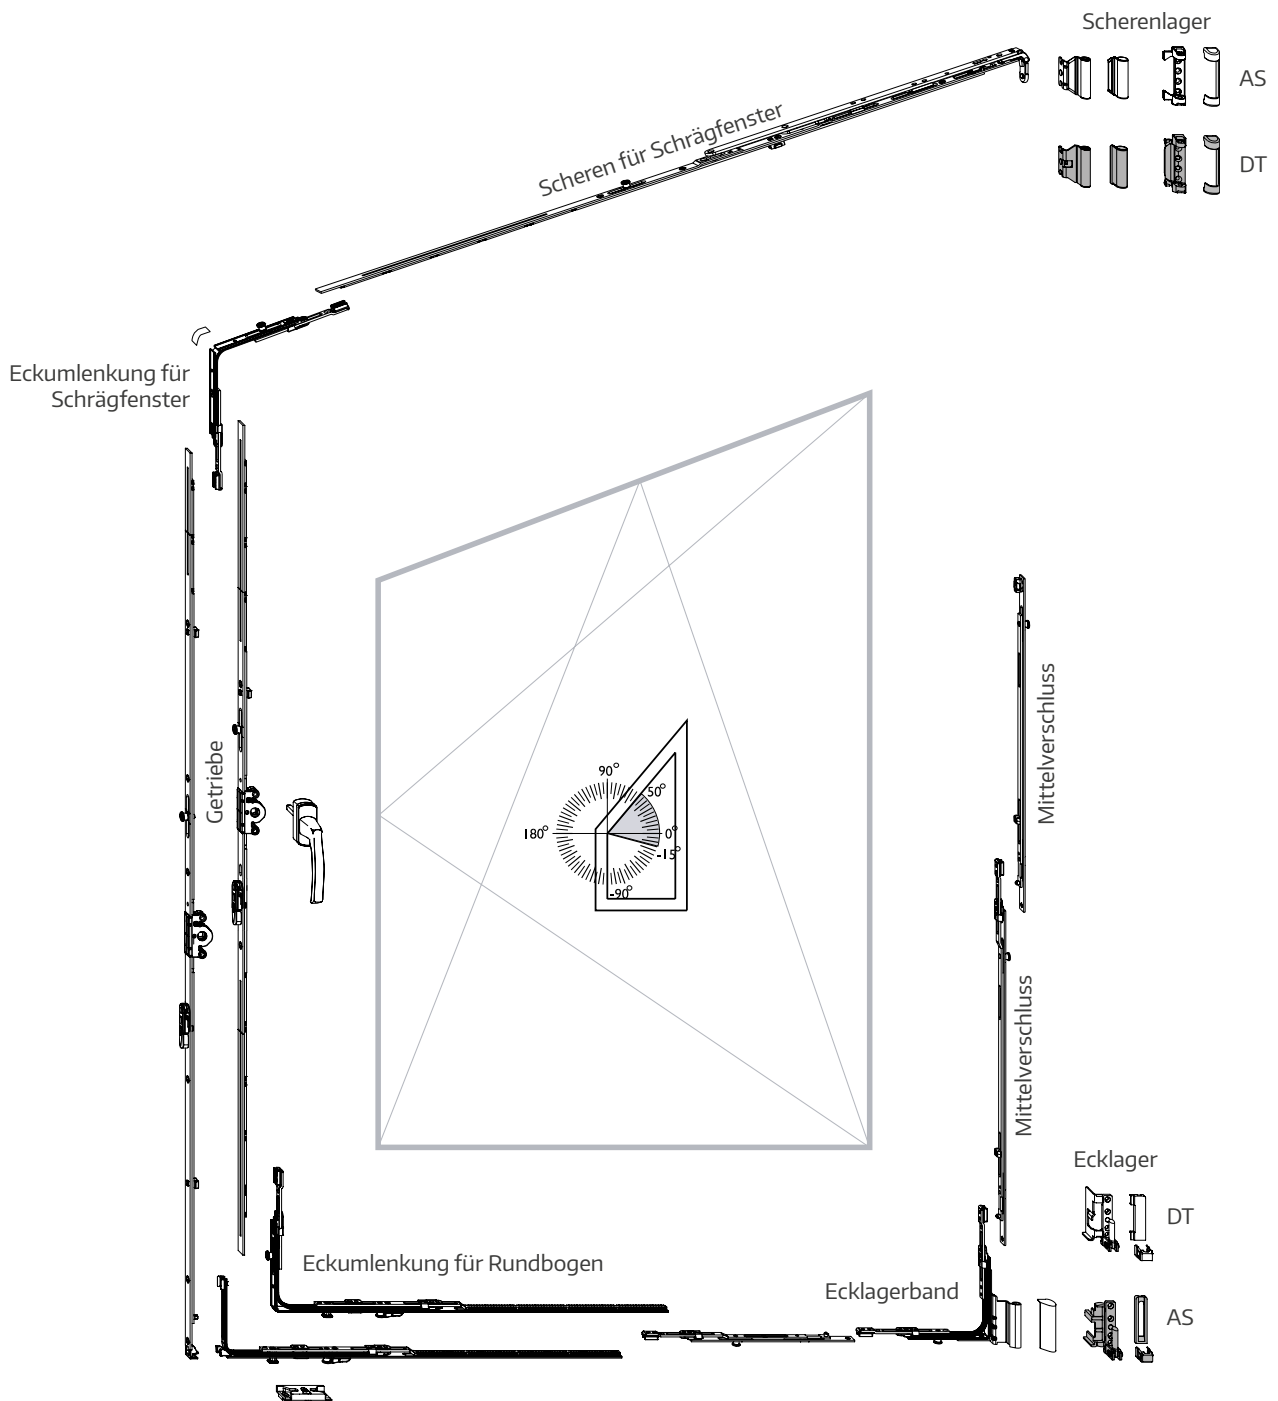 Scherenlager
AS
DT
Scheren für Schrägfenster
Eckumlenkung für
Schrägfenster
Getriebe
90°
50°
180°
0°
-15°
-90°
Mittelverschluss
Mittelverschluss
Ecklager
DT
Eckumlenkung für Rundbogen
Ecklagerband
AS